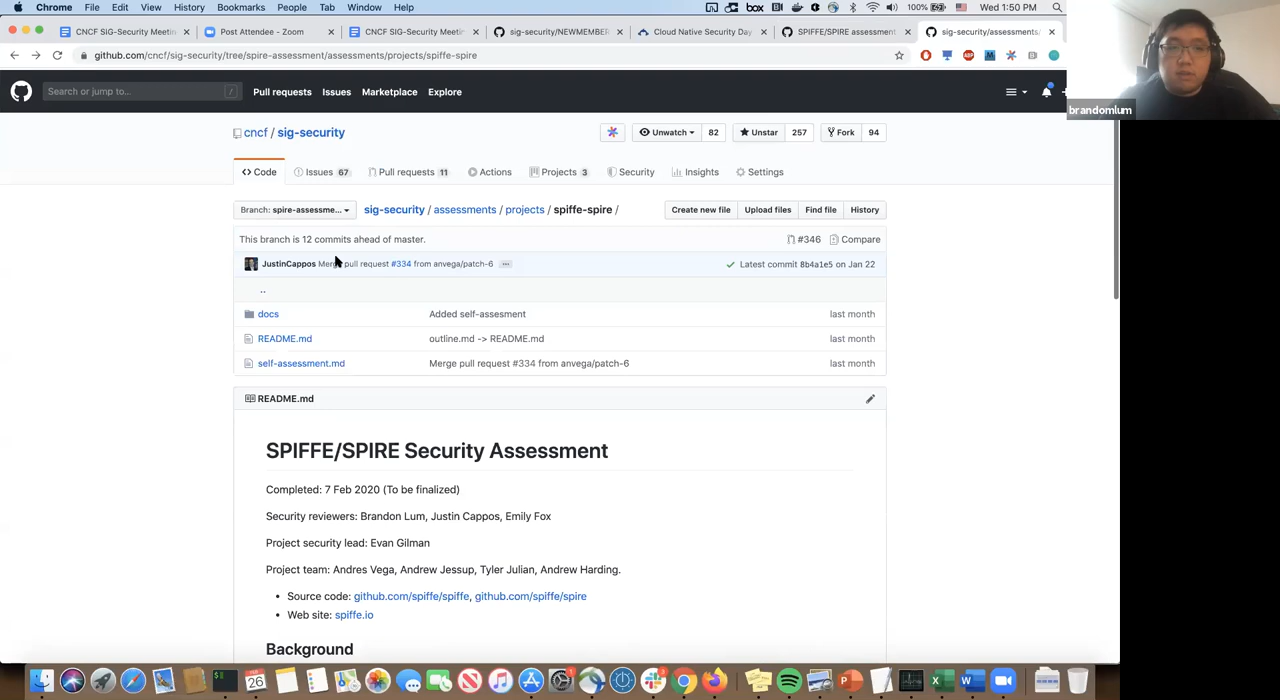 Chrome File Edit View History Bookmarks People Tab Window Help box 100% Wed 1:50 PM
CNCF SIG-Security Meetin Post Attendee - Zoom CNCF SIG-Security Meetin sig-security/NEWMEMBER Cloud Native Security Day SPIFFE/SPIRE assessment sig-security/assessments/
github.com/cncf/sig-security/tree/spire-assessment/assessments/projects/spiffe-spire ABP M
Search or jump to... / Pull requests Issues Marketplace Explore
brandomlum
cncf / sig-security Unwatch 82 Unstar 257 Fork 94
Code Issues 67 Pull requests 11 Actions Projects 3 Security Insights Settings
Branch: spire-assessme... sig-security / assessments / projects / spiffe-spire / Create new file Upload files Find file History
This branch is 12 commits ahead of master. #346 Compare
JustinCappos Merge pull request #334 from anvega/patch-6 ... Latest commit 8b4a1e5 on Jan 22
..
docs Added self-assesment last month
README.md outline.md -> README.md last month
self-assessment.md Merge pull request #334 from anvega/patch-6 last month
README.md
SPIFFE/SPIRE Security Assessment
Completed: 7 Feb 2020 (To be finalized)
Security reviewers: Brandon Lum, Justin Cappos, Emily Fox
Project security lead: Evan Gilman
Project team: Andres Vega, Andrew Jessup, Tyler Julian, Andrew Harding.
• Source code: github.com/spiffe/spiffe, github.com/spiffe/spire
• Web site: spiffe.io
Background
26